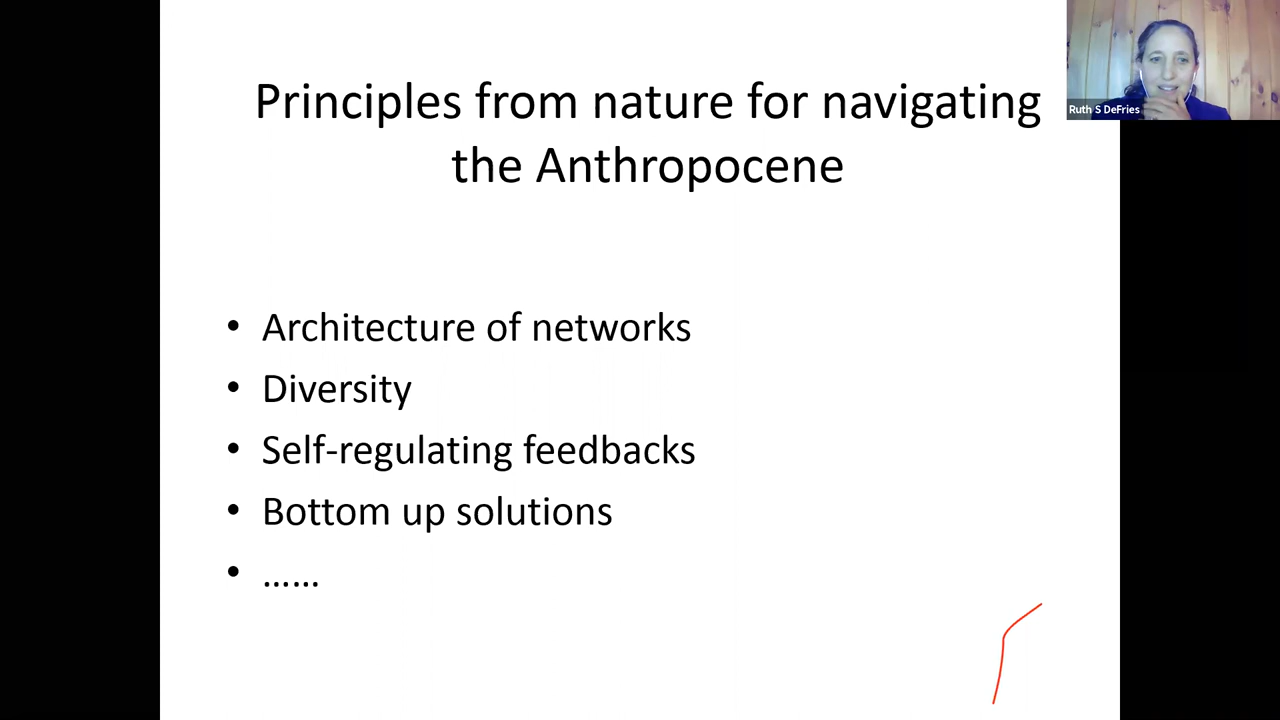 Principles from nature for navigating
the Anthropocene
Ruth S DeFries
• Architecture of networks
• Diversity
• Self-regulating feedbacks
• Bottom up solutions
• ......